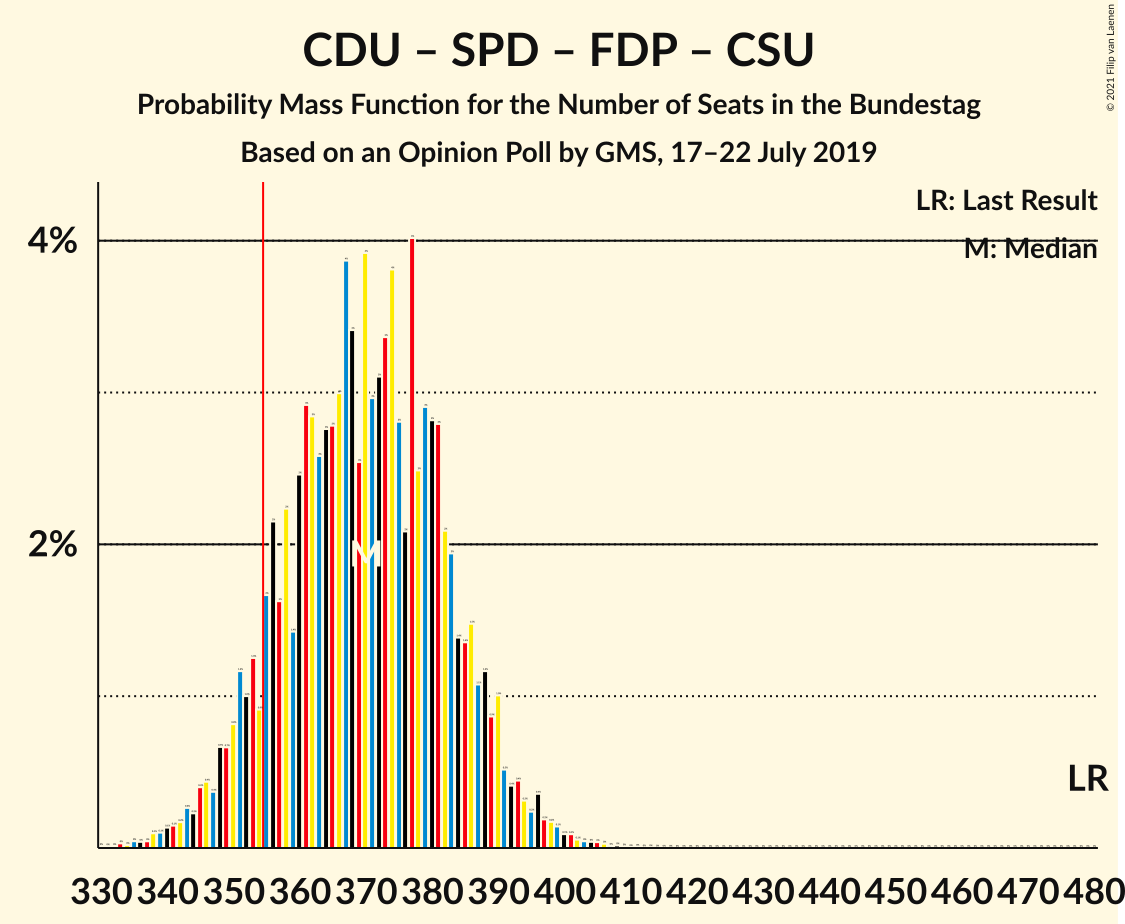 CDU – SPD – FDP – CSU
Probability Mass Function for the Number of Seats in the Bundestag
Based on an Opinion Poll by GMS, 17–22 July 2019
© 2021 Filip van Laenen
LR: Last Result
M: Median
4%
2%
M
LR
330 340 350 360 370 380 390 400 410 420 430 440 450 460 470 480